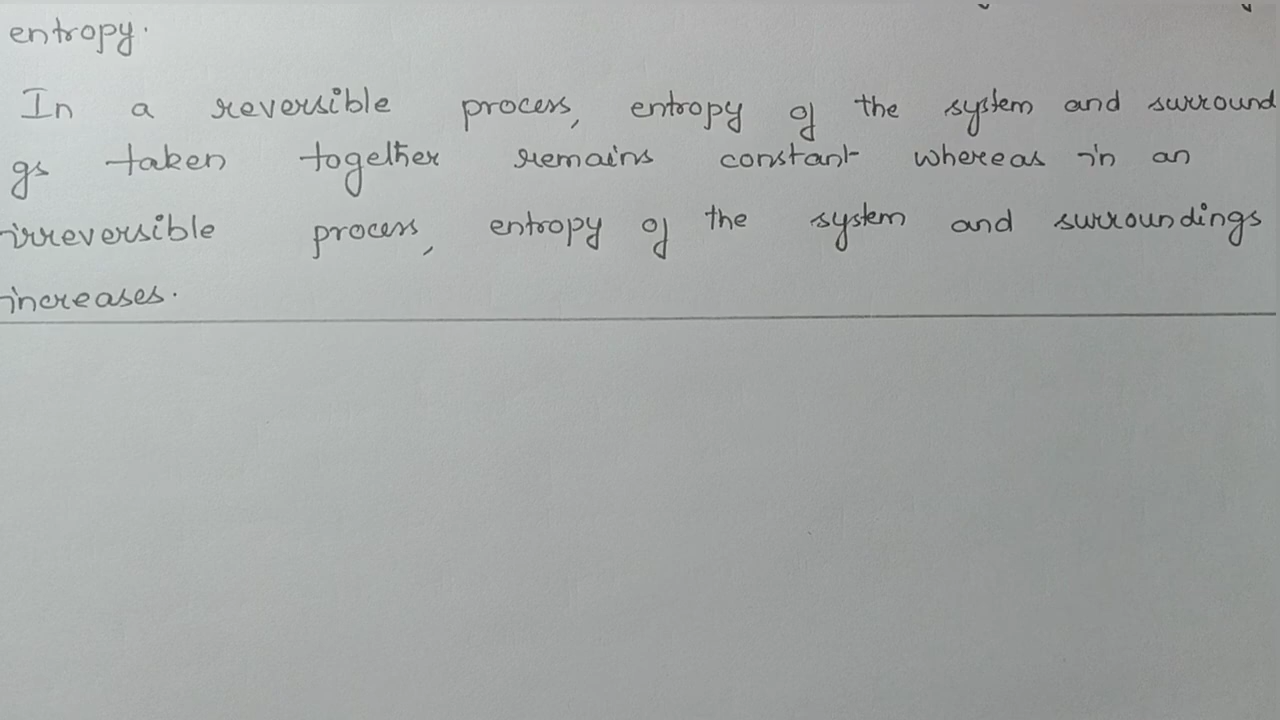 entropy.
In a reversible process, entropy of the system and surround
gs taken together remains constant whereas in an
irreversible process, entropy of the system and surroundings
increases.